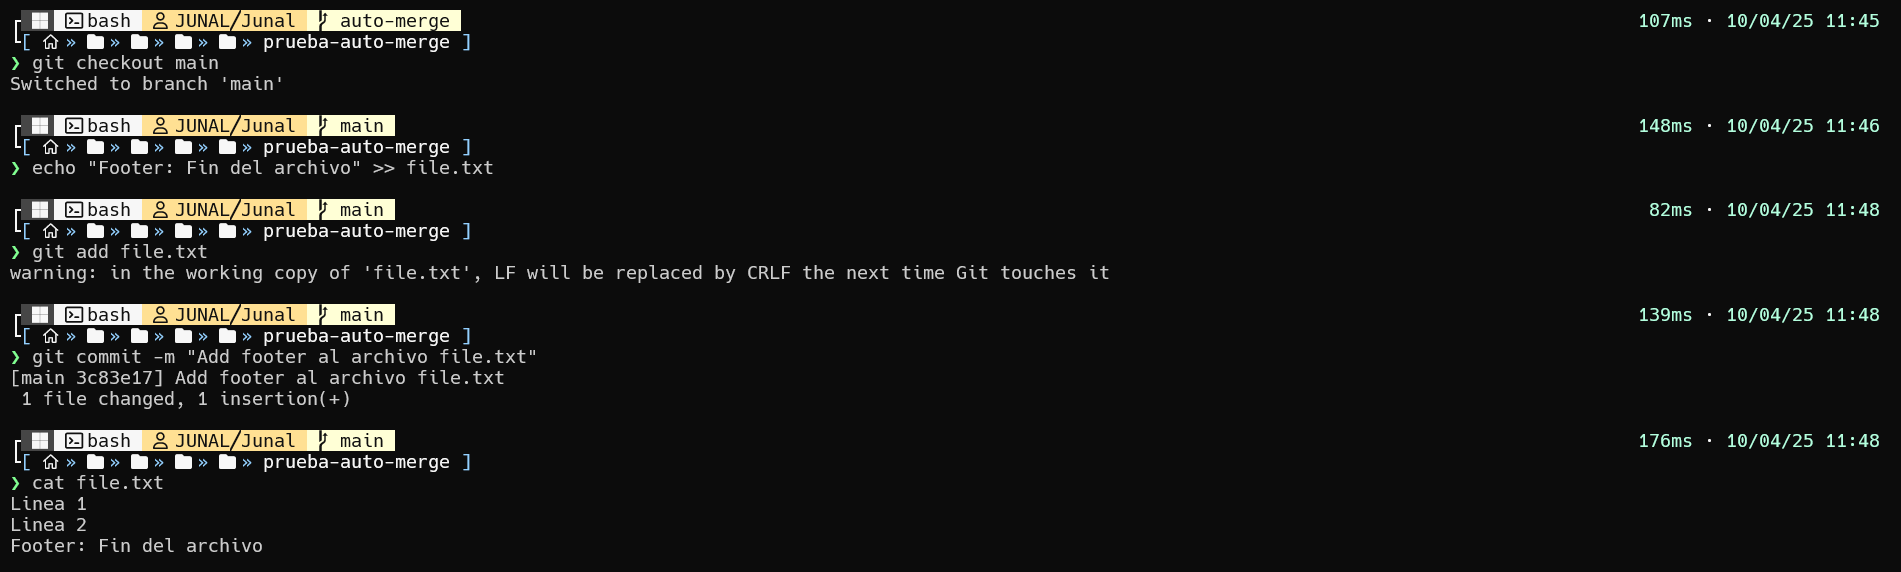 bash JUNAL/Junal auto-merge 107ms · 10/04/25 11:45
[ » » » » » prueba-auto-merge ]
❯ git checkout main
Switched to branch 'main'
bash JUNAL/Junal main 148ms · 10/04/25 11:46
[ » » » » » prueba-auto-merge ]
❯ echo "Footer: Fin del archivo" >> file.txt
bash JUNAL/Junal main 82ms · 10/04/25 11:48
[ » » » » » prueba-auto-merge ]
❯ git add file.txt
warning: in the working copy of 'file.txt', LF will be replaced by CRLF the next time Git touches it
bash JUNAL/Junal main 139ms · 10/04/25 11:48
[ » » » » » prueba-auto-merge ]
❯ git commit -m "Add footer al archivo file.txt"
[main 3c83e17] Add footer al archivo file.txt
1 file changed, 1 insertion(+)
bash JUNAL/Junal main 176ms · 10/04/25 11:48
[ » » » » » prueba-auto-merge ]
❯ cat file.txt
Linea 1
Linea 2
Footer: Fin del archivo